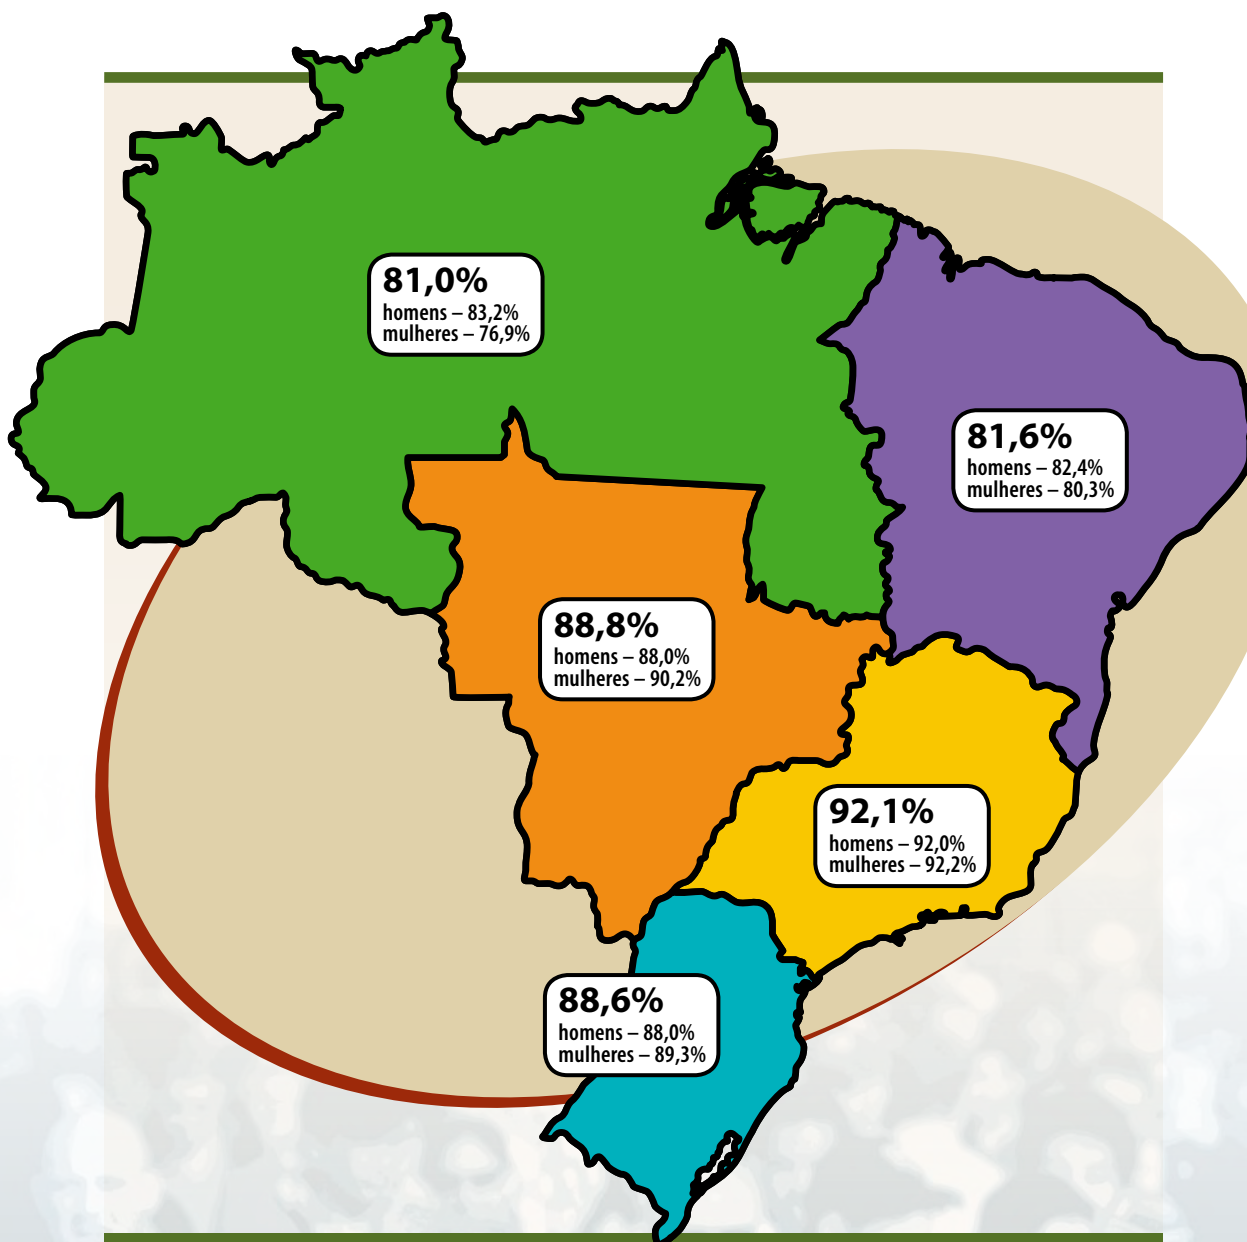 81,0%
homens – 83,2%
mulheres – 76,9%
81,6%
homens – 82,4%
mulheres – 80,3%
88,8%
homens – 88,0%
mulheres – 90,2%
92,1%
homens – 92,0%
mulheres – 92,2%
88,6%
homens – 88,0%
mulheres – 89,3%